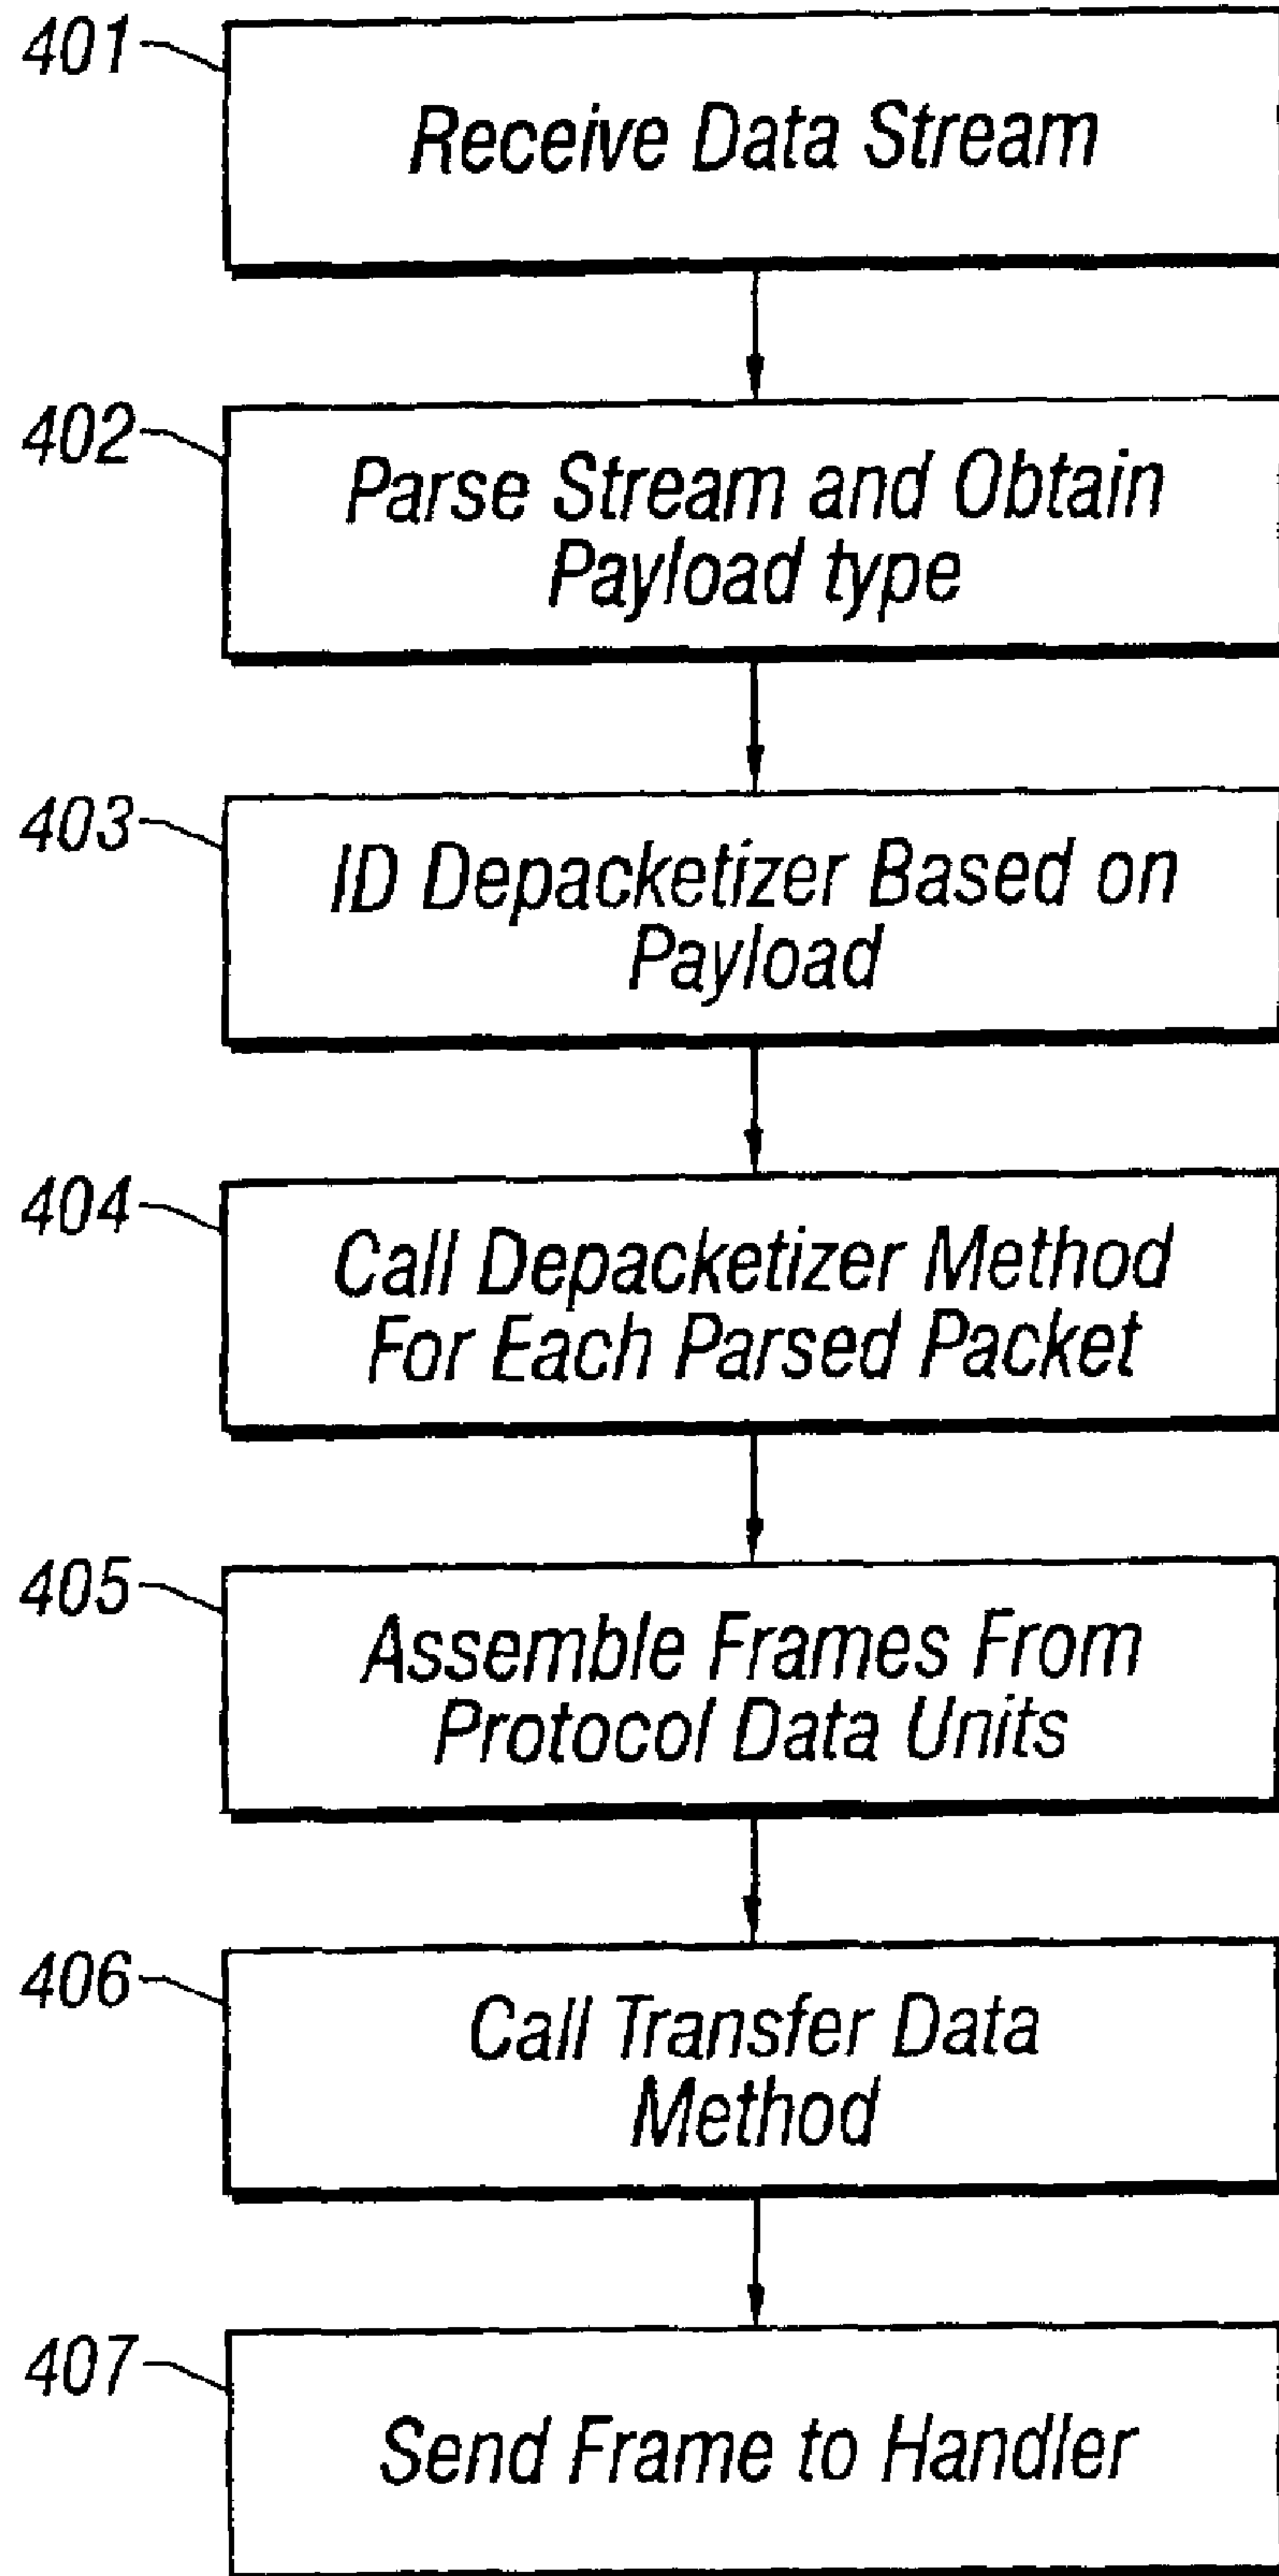 401
Receive Data Stream
402
Parse Stream and Obtain
Payload type
403
ID Depacketizer Based on
Payload
404
Call Depacketizer Method
For Each Parsed Packet
405
Assemble Frames From
Protocol Data Units
406
Call Transfer Data
Method
407
Send Frame to Handler